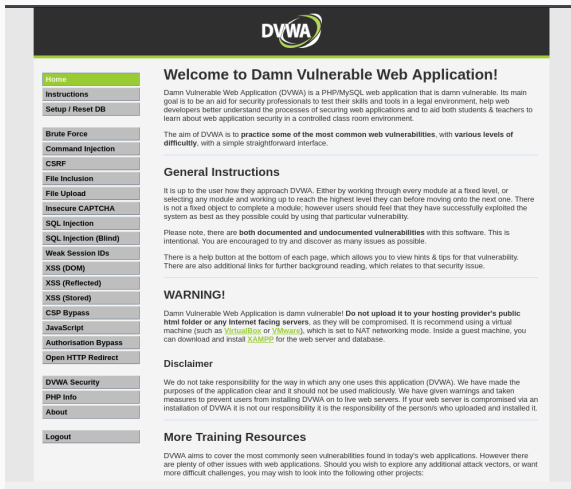 DVWA
Home
Instructions
Setup / Reset DB
Brute Force
Command Injection
CSRF
File Inclusion
File Upload
Insecure CAPTCHA
SQL Injection
SQL Injection (Blind)
Weak Session IDs
XSS (DOM)
XSS (Reflected)
XSS (Stored)
CSP Bypass
JavaScript
Authorisation Bypass
Open HTTP Redirect
DVWA Security
PHP Info
About
Logout
Welcome to Damn Vulnerable Web Application!
Damn Vulnerable Web Application (DVWA) is a PHP/MySQL web application that is damn vulnerable. Its main
goal is to be an aid for security professionals to test their skills and tools in a legal environment, help web
developers better understand the processes of securing web applications and to aid both students & teachers to
learn about web application security in a controlled class room environment.
The aim of DVWA is to practice some of the most common web vulnerabilities, with various levels of
difficultly, with a simple straightforward interface.
General Instructions
It is up to the user how they approach DVWA. Either by working through every module at a fixed level, or
selecting any module and working up to reach the highest level they can before moving onto the next one. There
is not a fixed object to complete a module; however users should feel that they have successfully exploited the
system as best as they possible could by using that particular vulnerability.
Please note, there are both documented and undocumented vulnerabilities with this software. This is
intentional. You are encouraged to try and discover as many issues as possible.
There is a help button at the bottom of each page, which allows you to view hints & tips for that vulnerability.
There are also additional links for further background reading, which relates to that security issue.
WARNING!
Damn Vulnerable Web Application is damn vulnerable! Do not upload it to your hosting provider's public
html folder or any Internet facing servers, as they will be compromised. It is recommend using a virtual
machine (such as VirtualBox or VMware), which is set to NAT networking mode. Inside a guest machine, you
can download and install XAMPP for the web server and database.
Disclaimer
We do not take responsibility for the way in which any one uses this application (DVWA). We have made the
purposes of the application clear and it should not be used maliciously. We have given warnings and taken
measures to prevent users from installing DVWA on to live web servers. If your web server is compromised via an
installation of DVWA it is not our responsibility it is the responsibility of the person/s who uploaded and installed it.
More Training Resources
DVWA aims to cover the most commonly seen vulnerabilities found in today's web applications. However there
are plenty of other issues with web applications. Should you wish to explore any additional attack vectors, or want
more difficult challenges, you may wish to look into the following other projects: